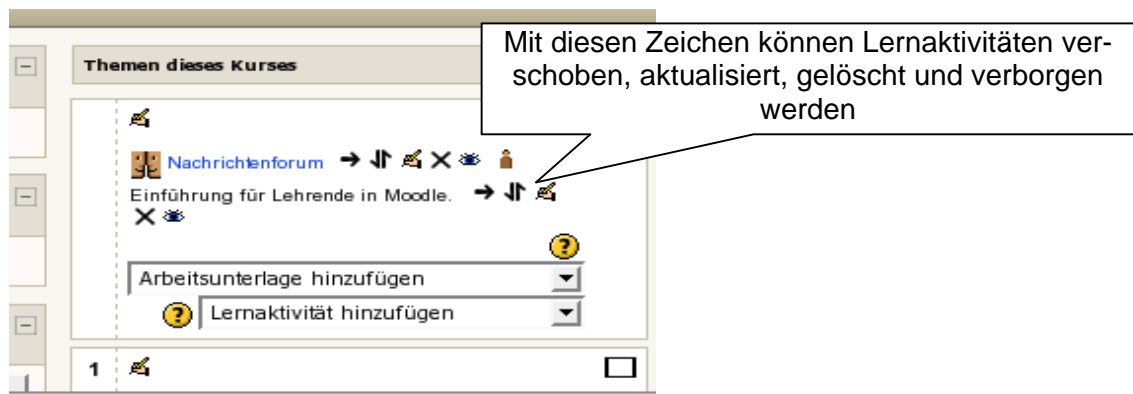 Mit diesen Zeichen können Lernaktivitäten ver-
schoben, aktualisiert, gelöscht und verborgen
werden
Themen dieses Kurses
Nachrichtenforum
Einführung für Lehrende in Moodle.
?
Arbeitsunterlage hinzufügen
? Lernaktivität hinzufügen
1